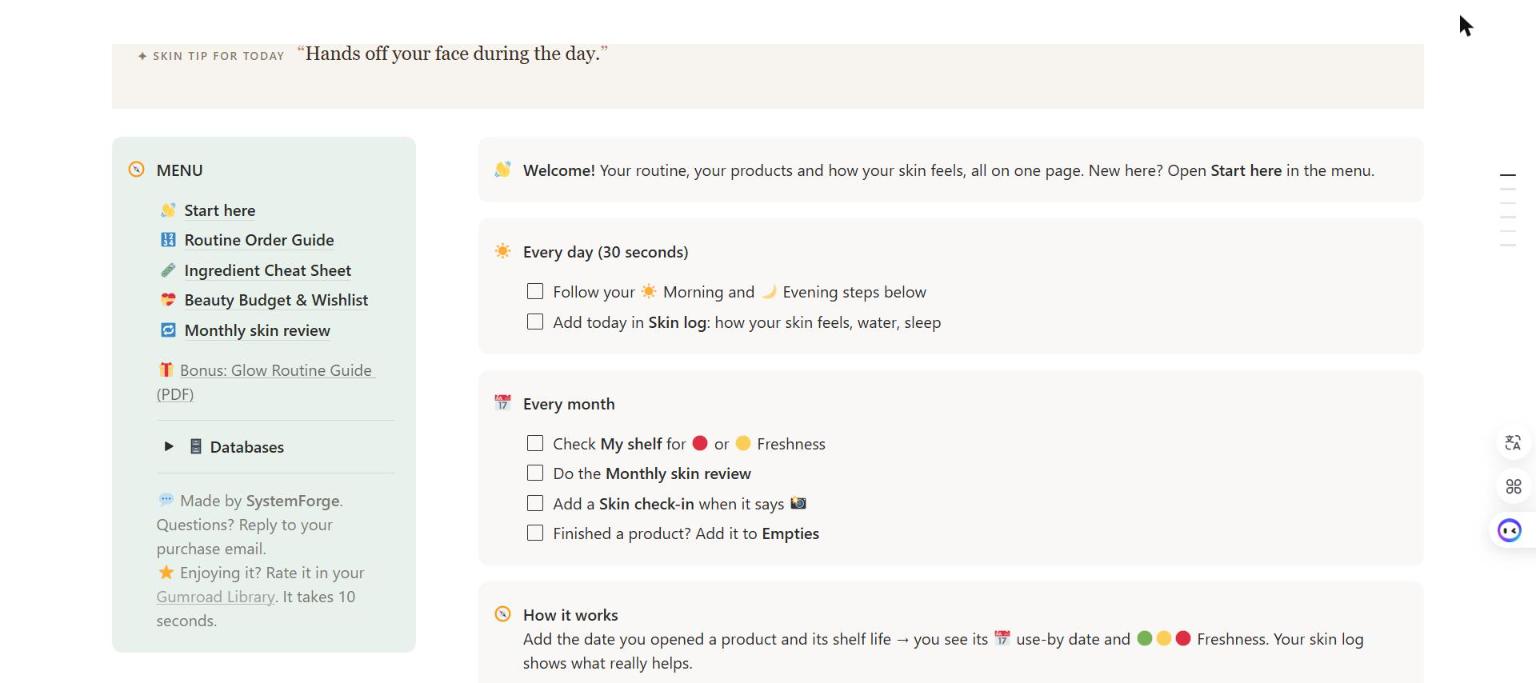 ✦ SKIN TIP FOR TODAY “Hands off your face during the day.”
MENU
Start here
Routine Order Guide
Ingredient Cheat Sheet
Beauty Budget & Wishlist
Monthly skin review
Bonus: Glow Routine Guide
(PDF)
Databases
Made by SystemForge.
Questions? Reply to your
purchase email.
Enjoying it? Rate it in your
Gumroad Library. It takes 10
seconds.
Welcome! Your routine, your products and how your skin feels, all on one page. New here? Open Start here in the menu.
Every day (30 seconds)
Follow your ☀️ Morning and 🌙 Evening steps below
Add today in Skin log: how your skin feels, water, sleep
Every month
Check My shelf for 🔴 or 🟡 Freshness
Do the Monthly skin review
Add a Skin check-in when it says 📸
Finished a product? Add it to Empties
How it works
Add the date you opened a product and its shelf life → you see its 📅 use-by date and 🟢🟡🔴 Freshness. Your skin log
shows what really helps.